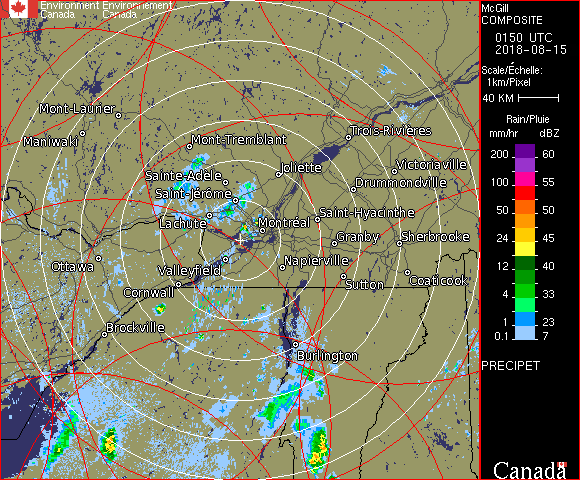 Environment Environnement
Canada Canada
McGill
COMPOSITE
0150 UTC
2018-08-15
Scale/Échelle:
1km/Pixel
40 KM
Rain/Pluie
mm/hr dBZ
200 60
100 55
50 50
24 45
12 40
4 33
1 23
0.1 7
PRECIPET
Canada
Mont-Laurier
Maniwaki
Mont-Tremblant
Trois-Rivières
Joliette
Victoriaville
Sainte-Adèle
Drummondville
Saint-Jérôme
Lachute
Saint-Hyacinthe
Montréal
Granby
Sherbrooke
Ottawa
Valleyfield
Napierville
Cornwall
Sutton
Coaticook
Brockville
Burlington